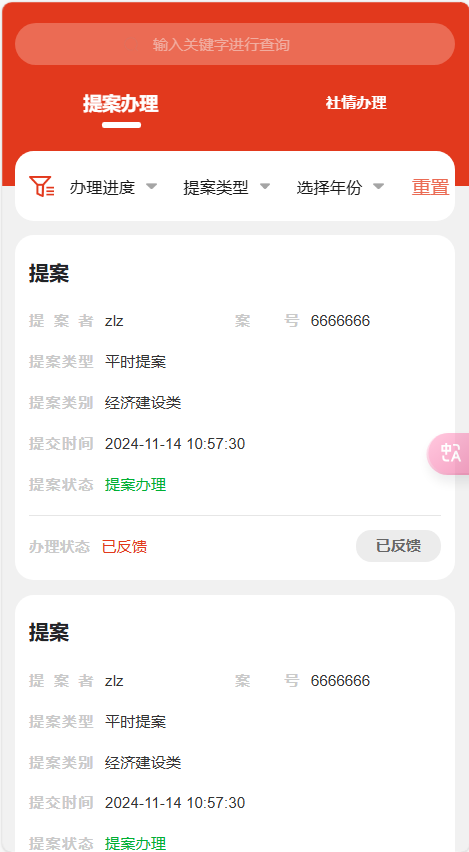 输入关键字进行查询
提案办理 社情办理
办理进度 提案类型 选择年份 重置
提案
提案者 zlz 案号 6666666
提案类型 平时提案
提案类别 经济建设类
提交时间 2024-11-14 10:57:30
提案状态 提案办理
中A
办理状态 已反馈 已反馈
提案
提案者 zlz 案号 6666666
提案类型 平时提案
提案类别 经济建设类
提交时间 2024-11-14 10:57:30
提案状态 提案办理